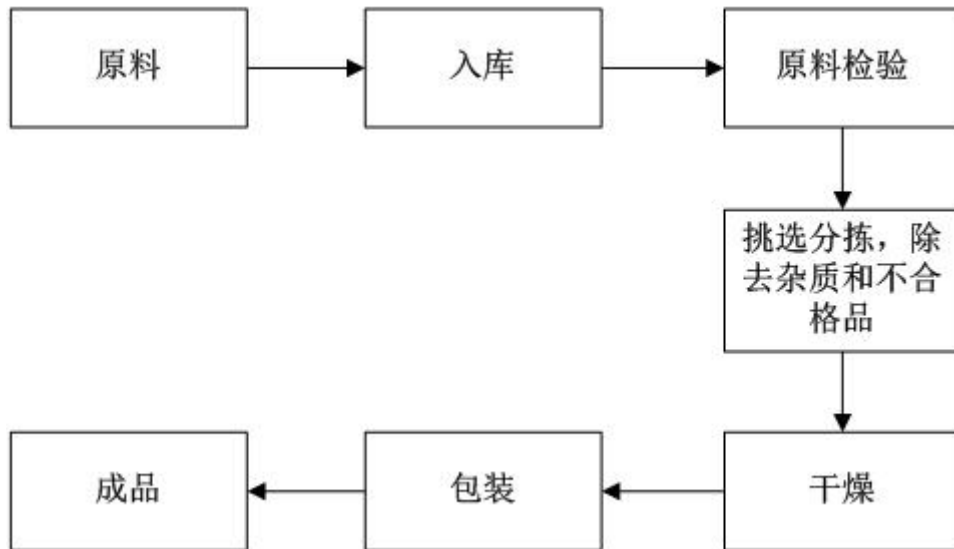 原料
入库
原料检验
挑选分拣，除
去杂质和不合
格品
成品
包装
干燥